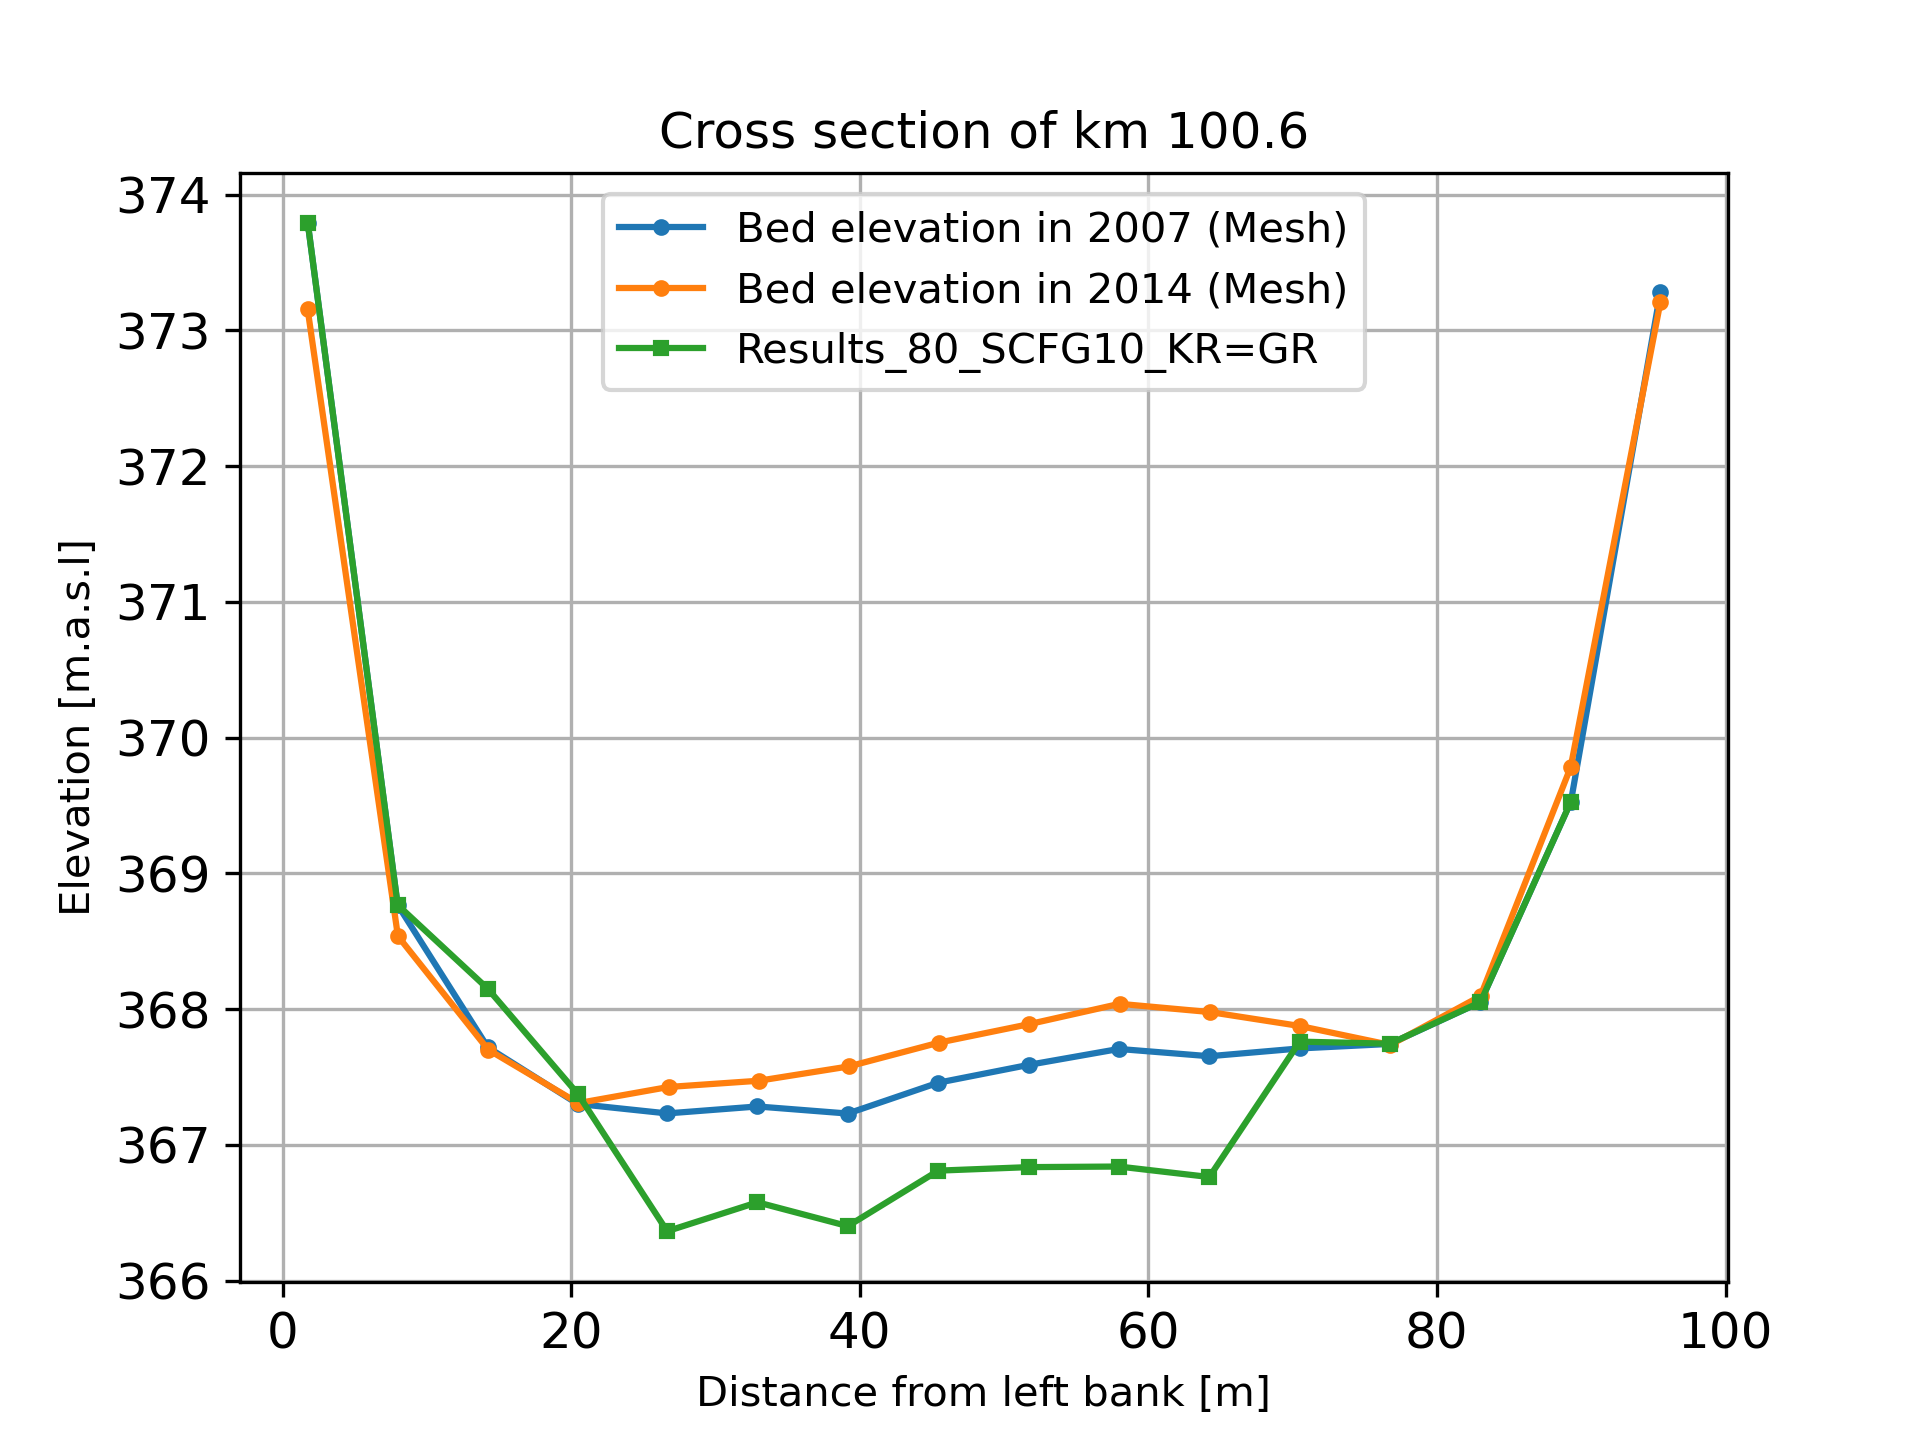 Cross section of km 100.6
374
373
372
371
370
369
368
367
366
Elevation [m.a.s.l]
Bed elevation in 2007 (Mesh)
Bed elevation in 2014 (Mesh)
Results_80_SCFG10_KR=GR
0 20 40 60 80 100
Distance from left bank [m]